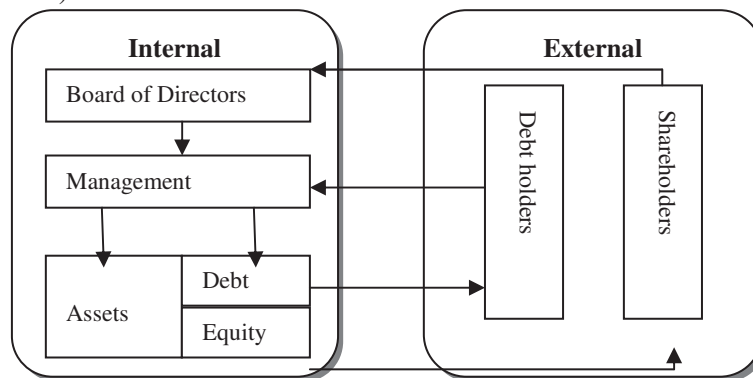 Internal
External
Board of Directors
Management
Debt holders
Shareholders
Assets
Debt
Equity